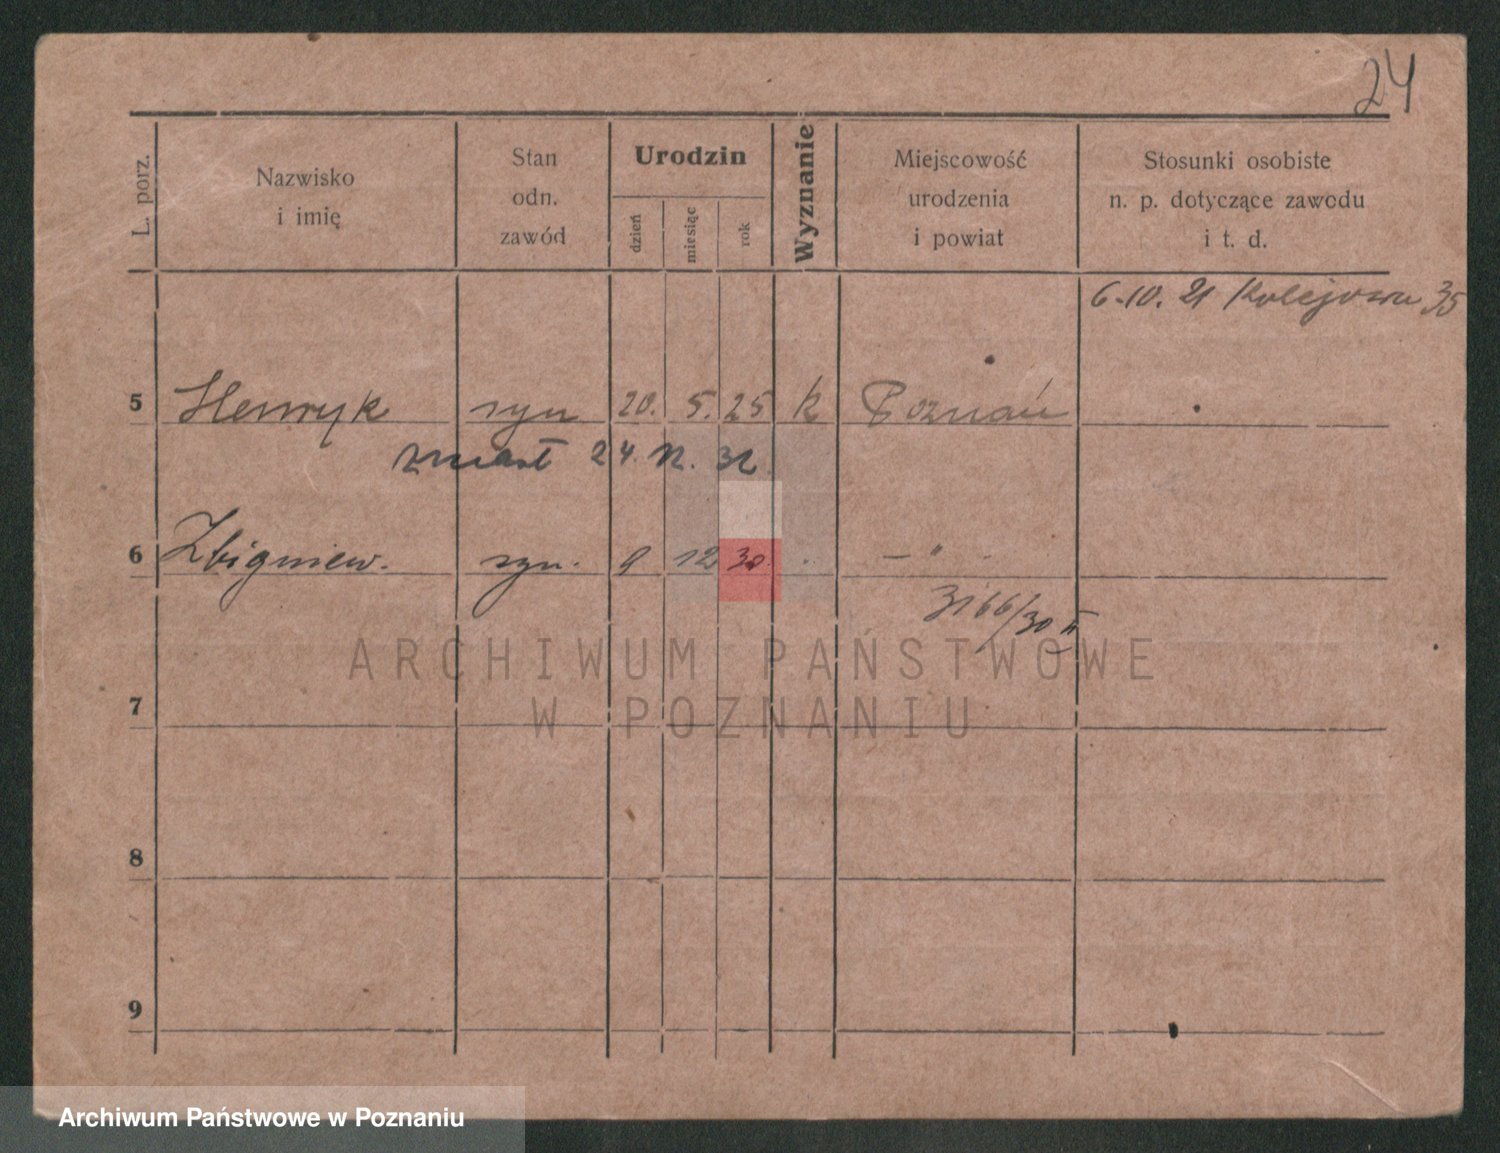 24
L. porz.
Nazwisko
i imię
Stan
odn.
zawód
Urodzin
dzień
miesiąc
rok
Wyznanie
Miejscowość
urodzenia
i powiat
Stosunki osobiste
n. p. dotyczące zawodu
i t. d.
6.10.21 Kolejowa 35
5 Henryk syn 20. 5. 25 k Poznań
zmarł 24. 12. 32.
6 Zbigniew. syn. 9 12 30. - " -
3166/30 II
ARCHIWUM PAŃSTWOWE
W POZNANIU
7
8
9
Archiwum Państwowe w Poznaniu